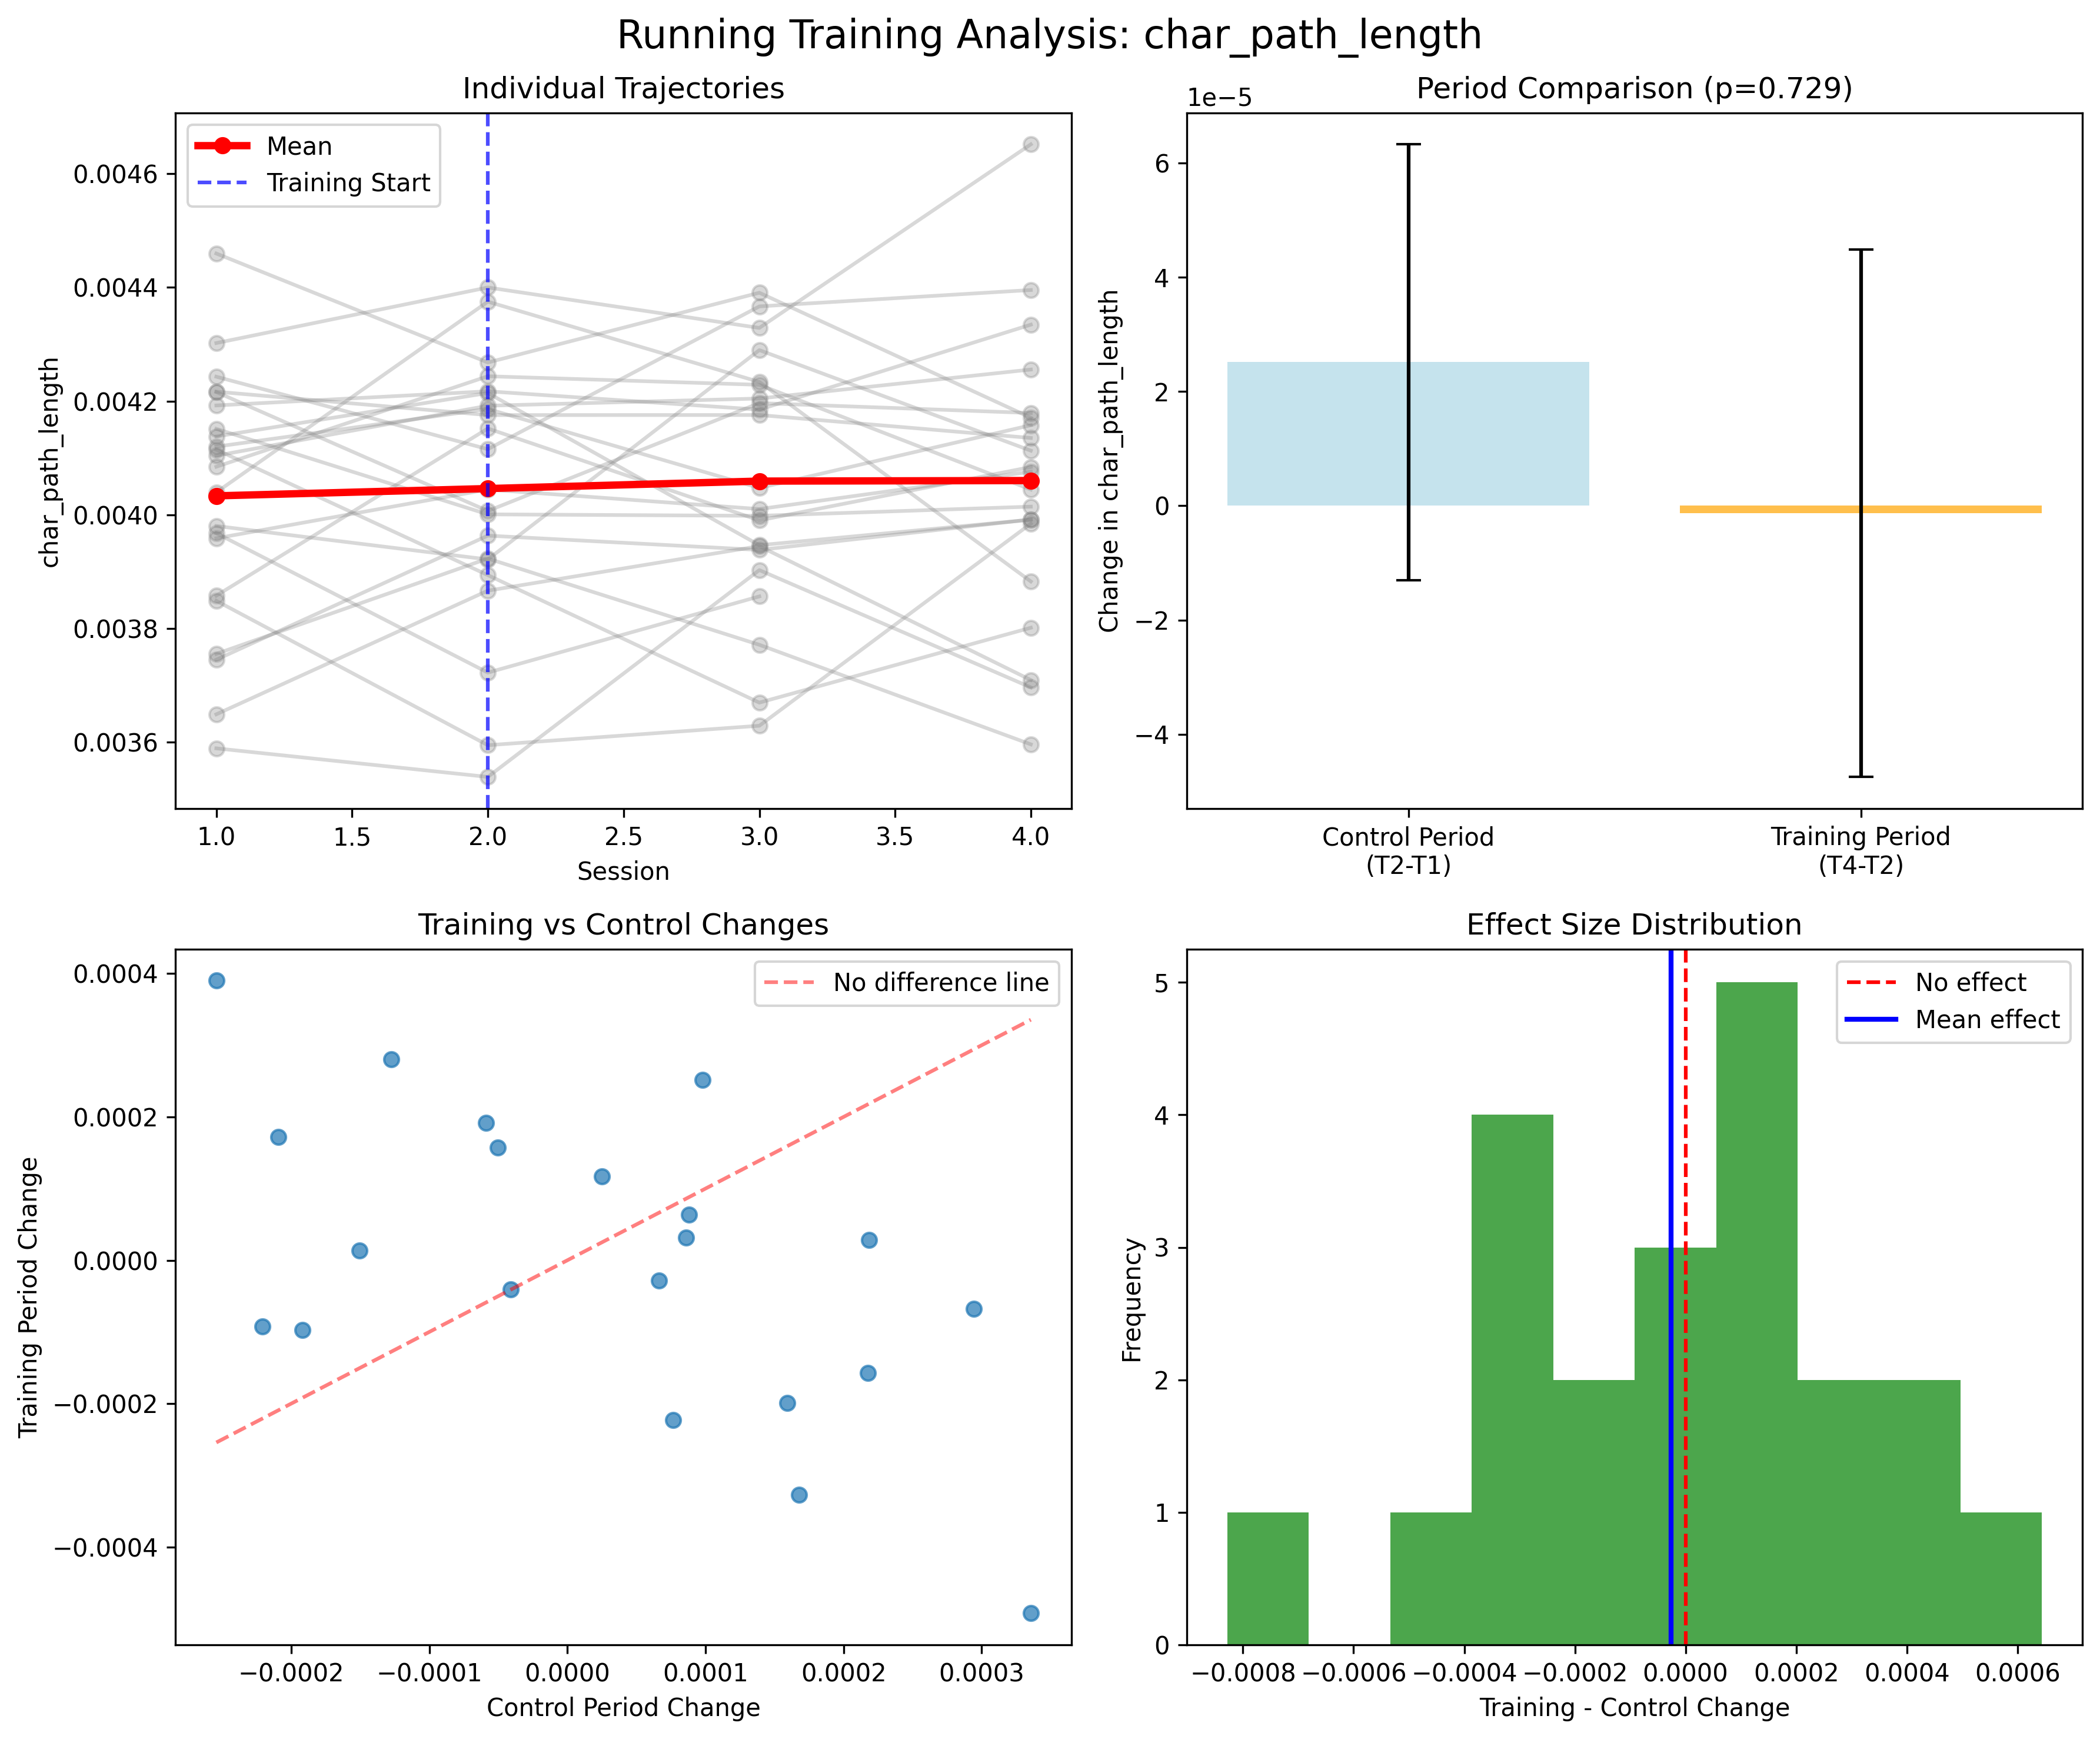 Running Training Analysis: char_path_length
Individual Trajectories
Mean
Training Start
char_path_length
0.0046
0.0044
0.0042
0.0040
0.0038
0.0036
1.0 1.5 2.0 2.5 3.0 3.5 4.0
Session
Period Comparison (p=0.729)
1e−5
Change in char_path_length
6
4
2
0
−2
−4
Control Period
(T2-T1)
Training Period
(T4-T2)
Training vs Control Changes
No difference line
Training Period Change
0.0004
0.0002
0.0000
−0.0002
−0.0004
−0.0002 −0.0001 0.0000 0.0001 0.0002 0.0003
Control Period Change
Effect Size Distribution
No effect
Mean effect
Frequency
5
4
3
2
1
0
−0.0008 −0.0006 −0.0004 −0.0002 0.0000 0.0002 0.0004 0.0006
Training - Control Change